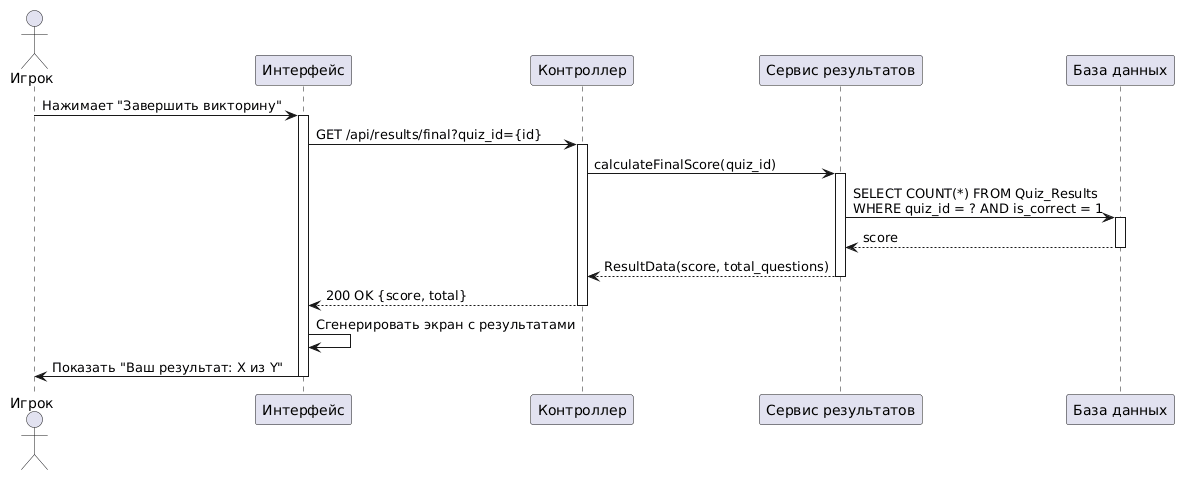 Игрок
Интерфейс
Контроллер
Сервис результатов
База данных
Нажимает "Завершить викторину"
GET /api/results/final?quiz_id={id}
calculateFinalScore(quiz_id)
SELECT COUNT(*) FROM Quiz_Results
WHERE quiz_id = ? AND is_correct = 1
score
ResultData(score, total_questions)
200 OK {score, total}
Сгенерировать экран с результатами
Показать "Ваш результат: X из Y"
Игрок
Интерфейс
Контроллер
Сервис результатов
База данных